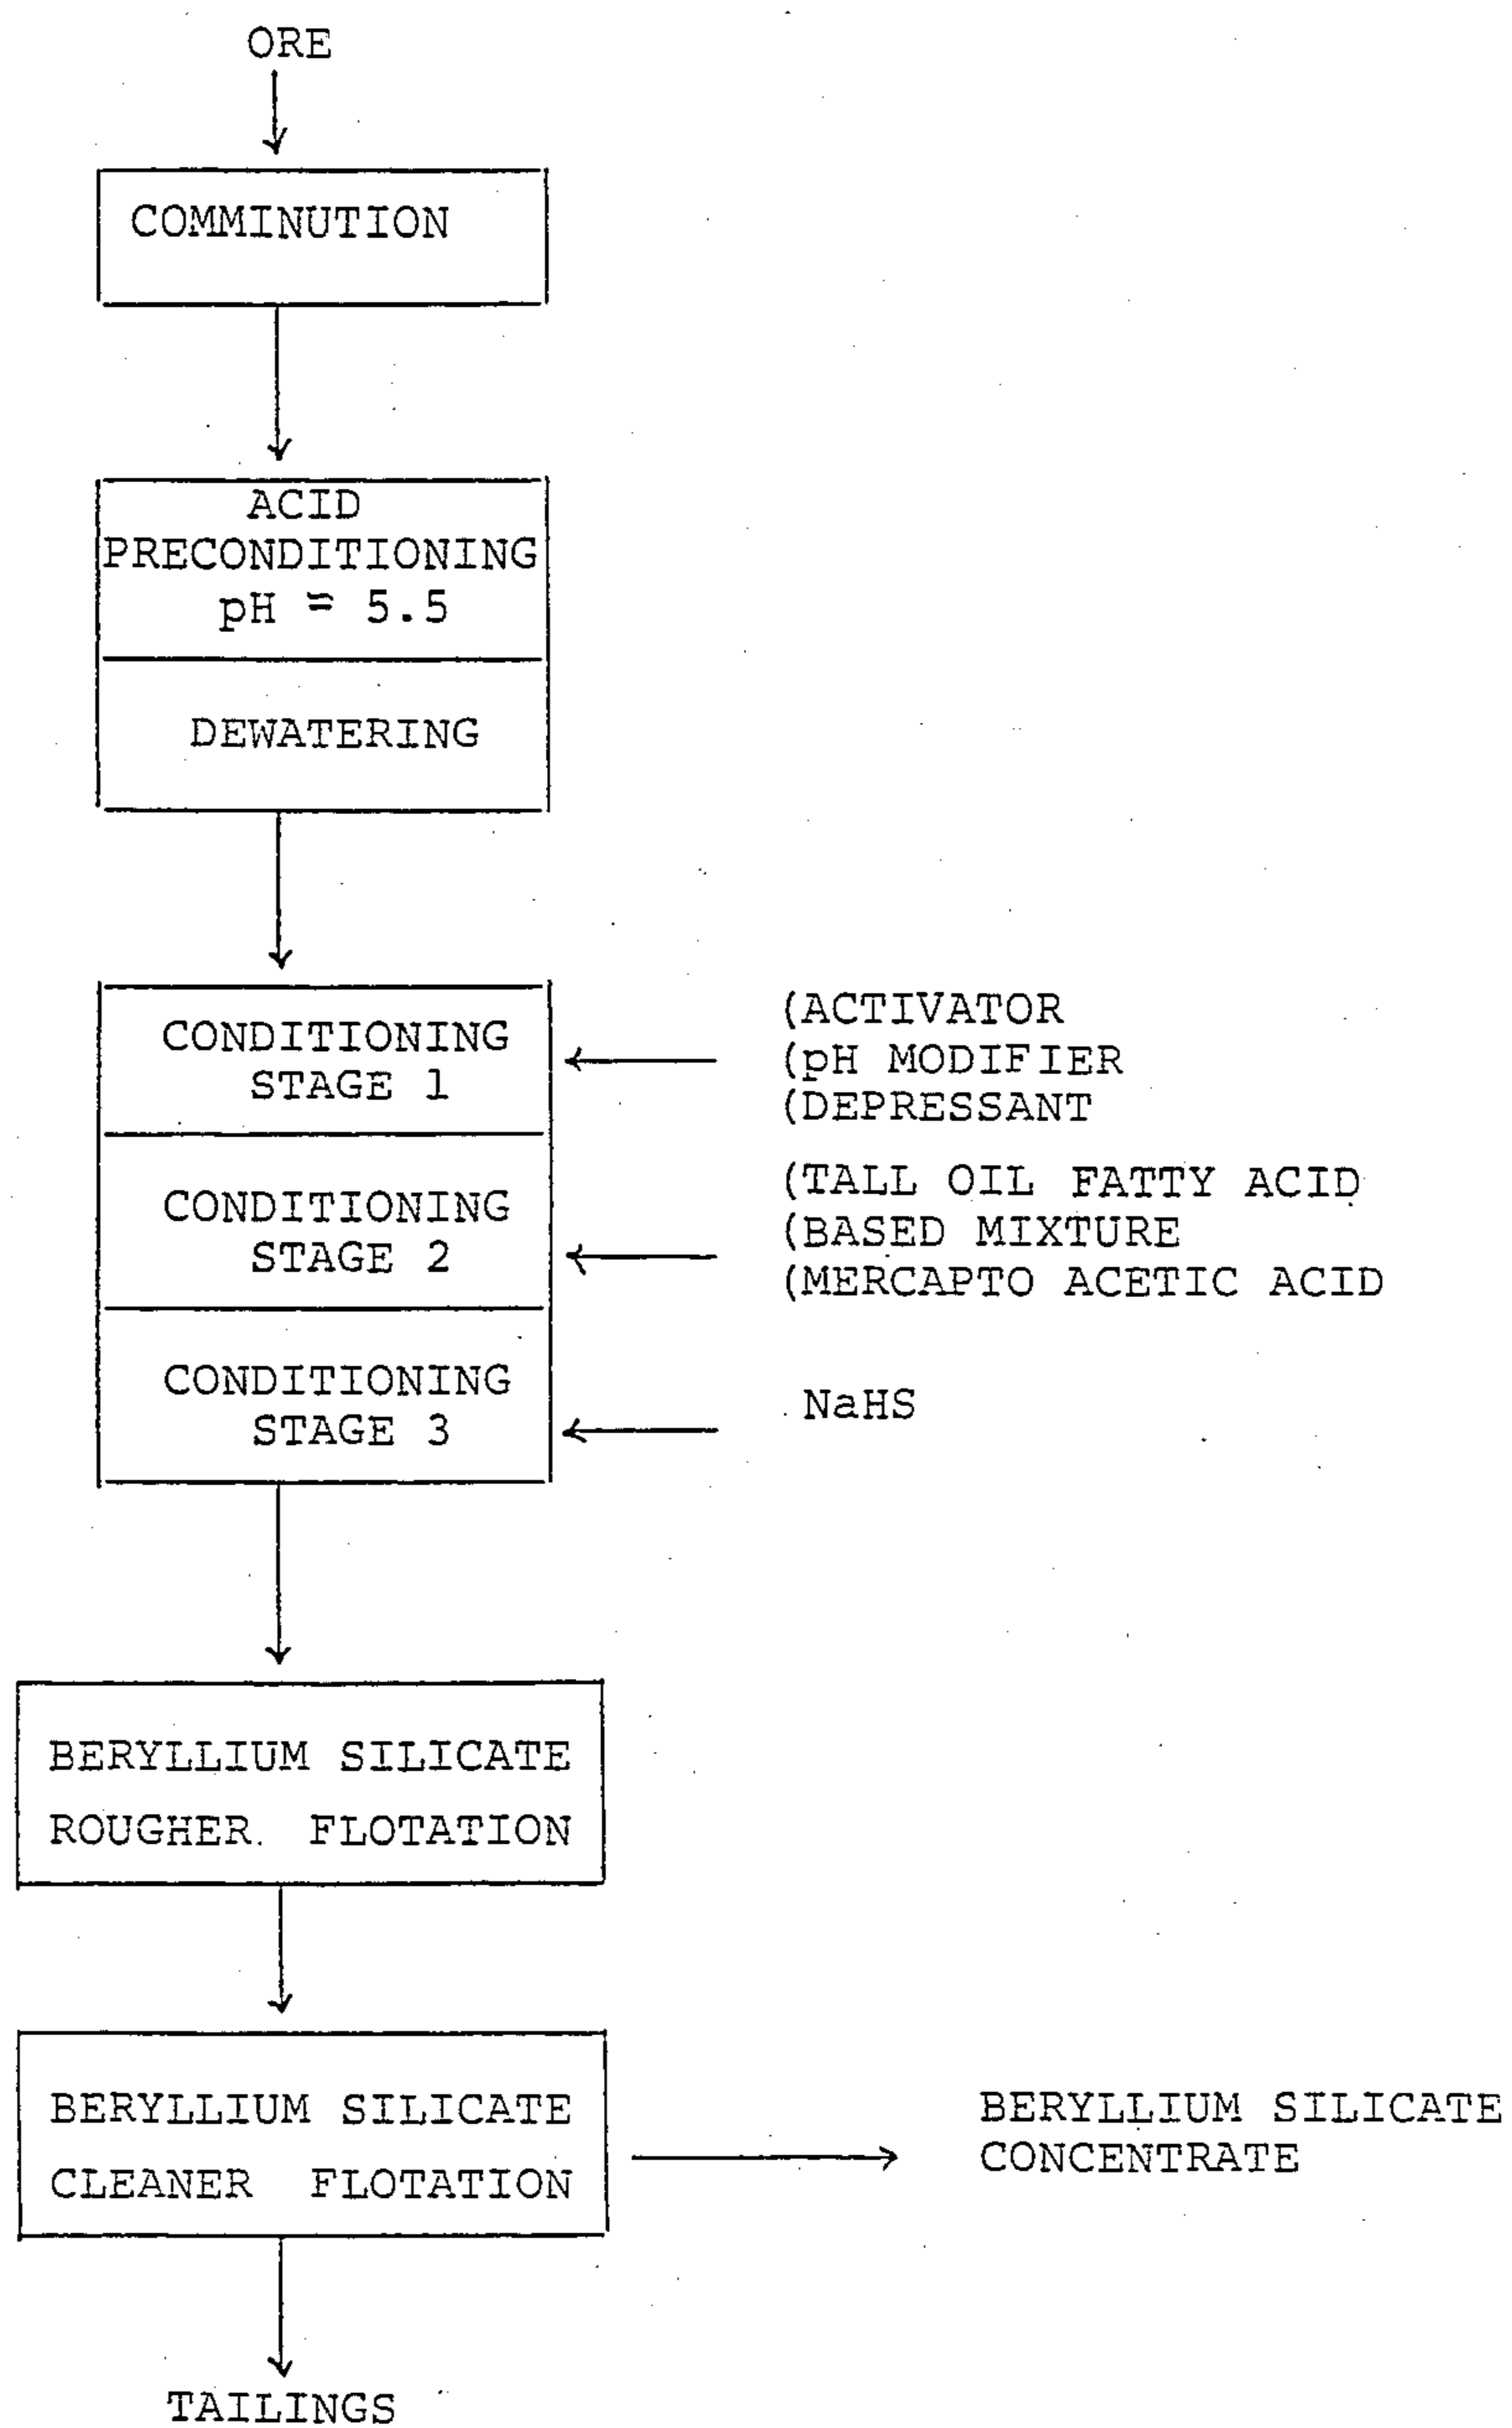 ORE
COMMINUTION
ACID
PRECONDITIONING
pH = 5.5
DEWATERING
CONDITIONING
STAGE 1
(ACTIVATOR
(pH MODIFIER
(DEPRESSANT
CONDITIONING
STAGE 2
(TALL OIL FATTY ACID
(BASED MIXTURE
(MERCAPTO ACETIC ACID
CONDITIONING
STAGE 3
NaHS
BERYLLIUM SILICATE
ROUGHER FLOTATION
BERYLLIUM SILICATE
CLEANER FLOTATION
BERYLLIUM SILICATE
CONCENTRATE
TAILINGS